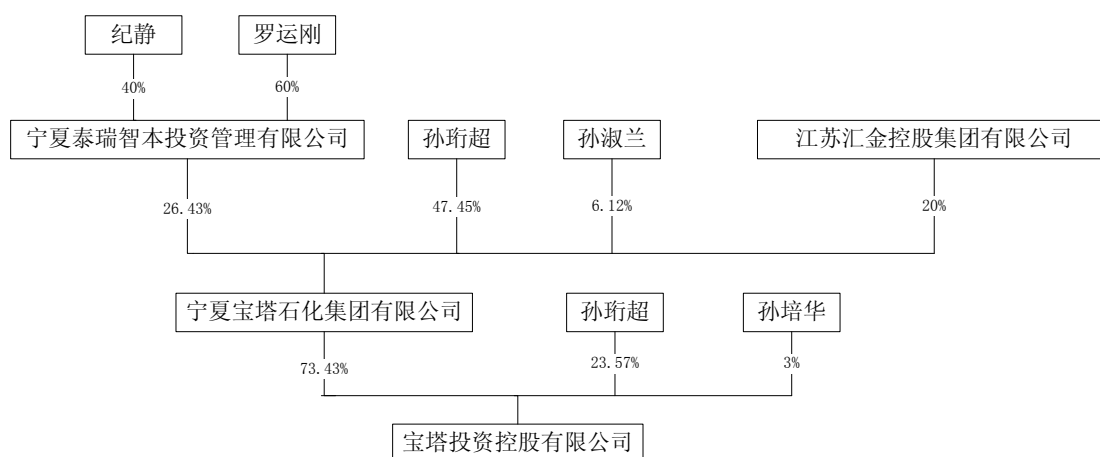 纪静
罗运刚
40%
60%
宁夏泰瑞智本投资管理有限公司
孙珩超
孙淑兰
江苏汇金控股集团有限公司
26.43%
47.45%
6.12%
20%
宁夏宝塔石化集团有限公司
孙珩超
孙培华
73.43%
23.57%
3%
宝塔投资控股有限公司